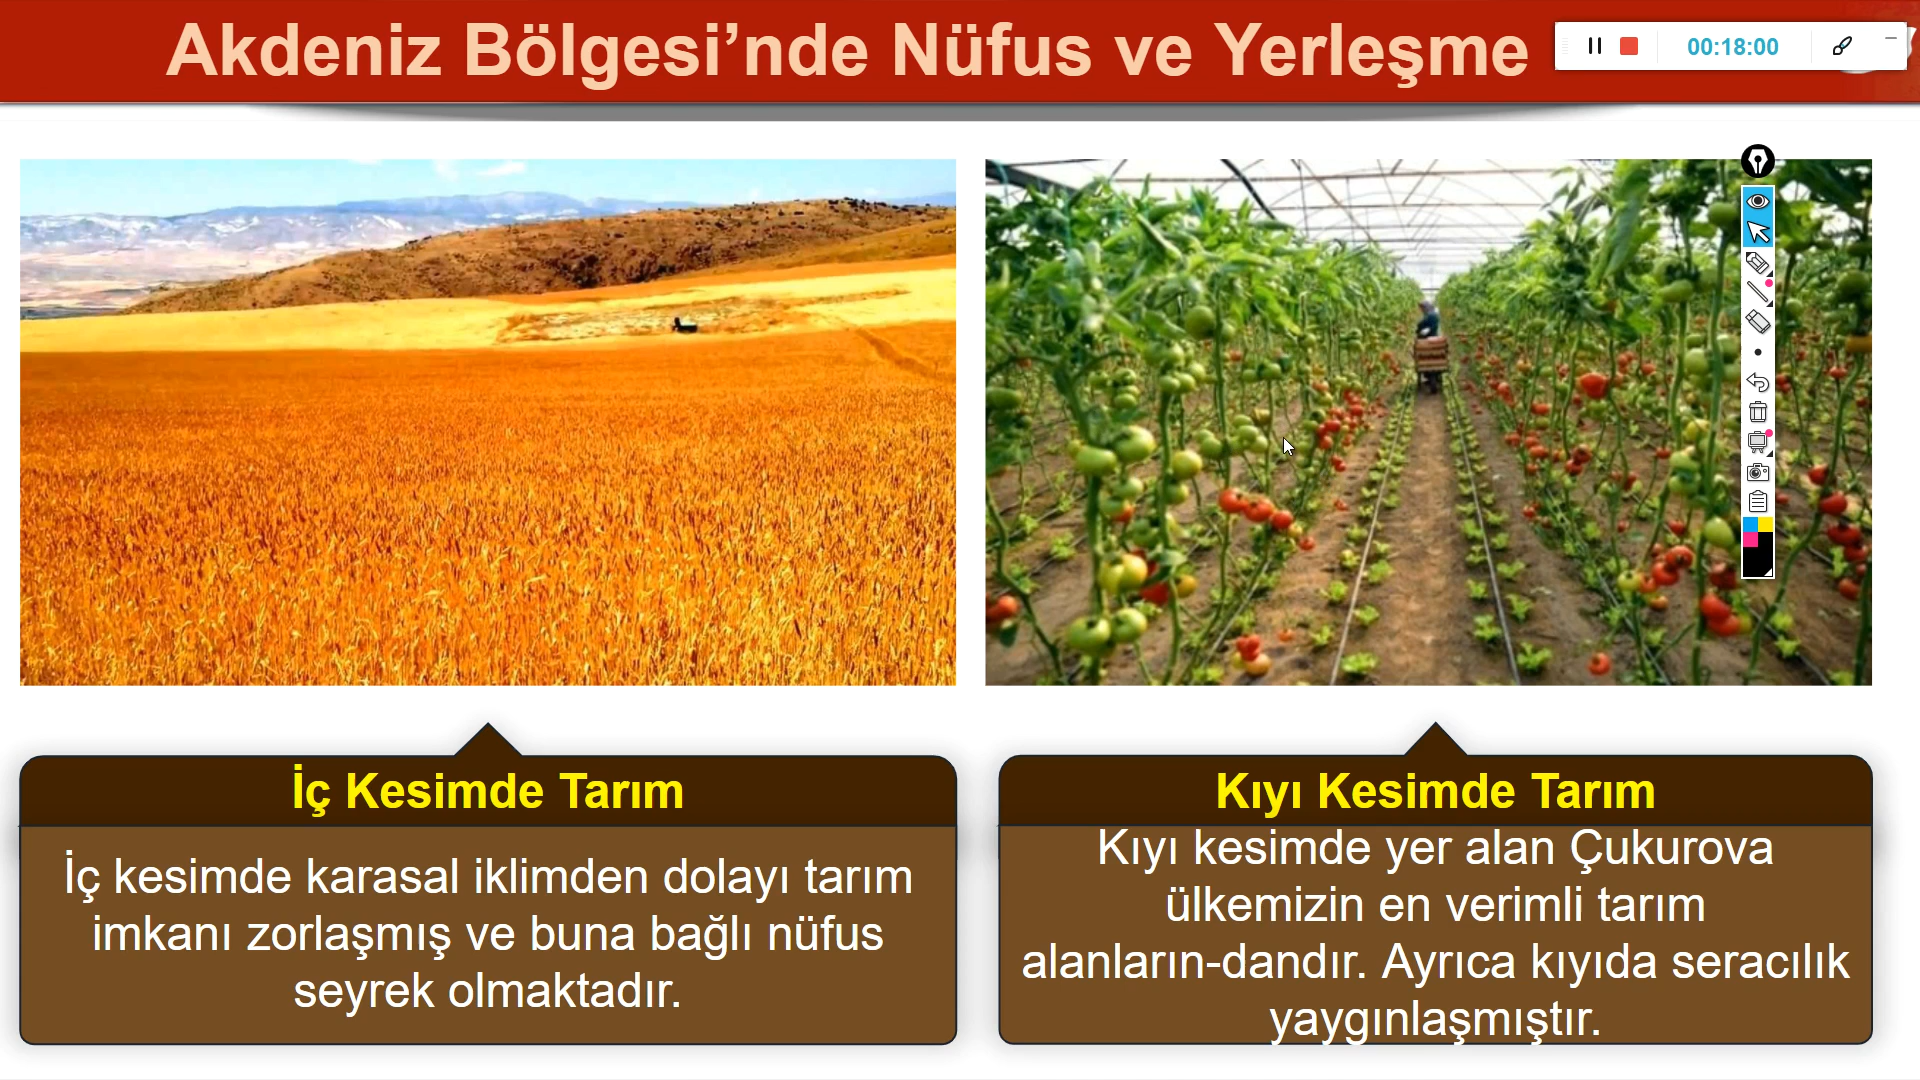 Akdeniz Bölgesi’nde Nüfus ve Yerleşme
00:18:00
İç Kesimde Tarım
İç kesimde karasal iklimden dolayı tarım
imkanı zorlaşmış ve buna bağlı nüfus
seyrek olmaktadır.
Kıyı Kesimde Tarım
Kıyı kesimde yer alan Çukurova
ülkemizin en verimli tarım
alanların-dandır. Ayrıca kıyıda seracılık
yaygınlaşmıştır.